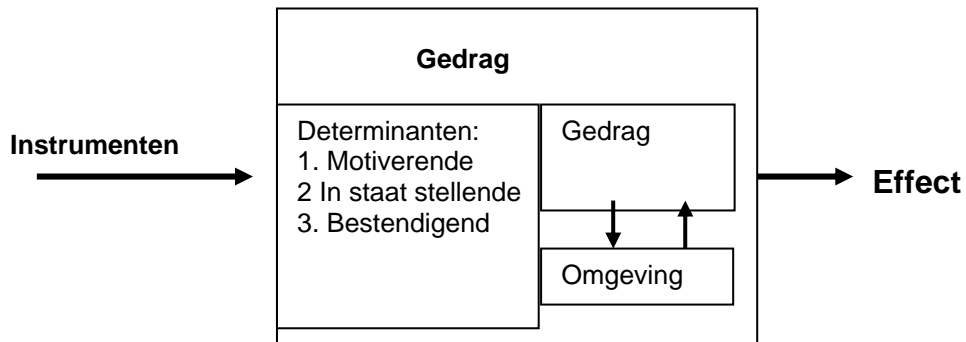 Gedrag
Instrumenten
Determinanten:
1. Motiverende
2 In staat stellende
3. Bestendigend
Gedrag
Omgeving
Effect